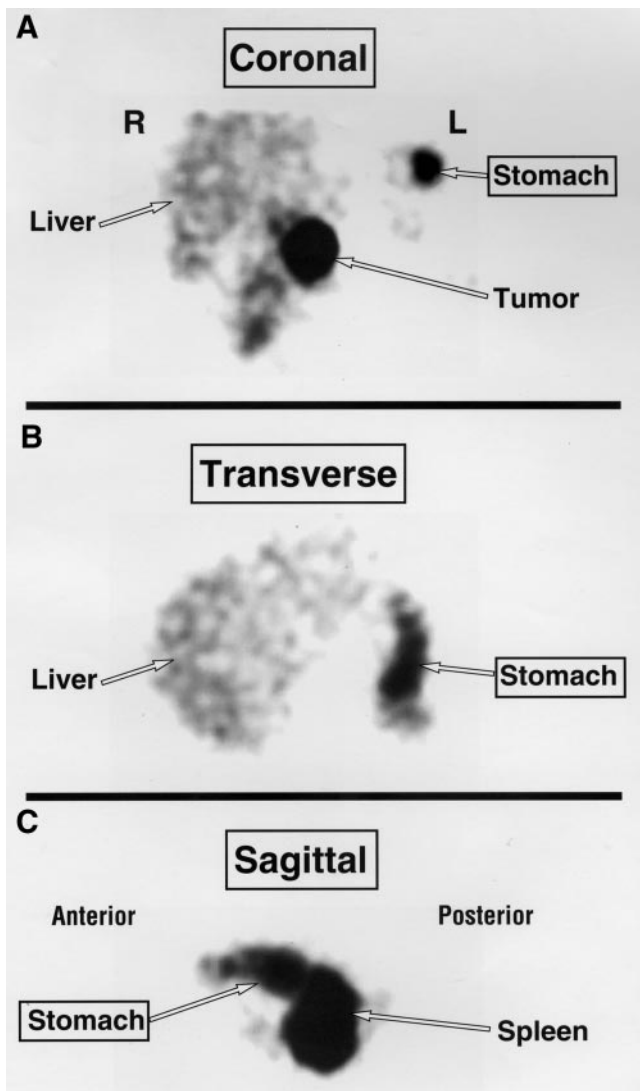 A
Coronal
R
L
Stomach
Liver
Tumor
B
Transverse
Liver
Stomach
C
Sagittal
Anterior
Posterior
Stomach
Spleen